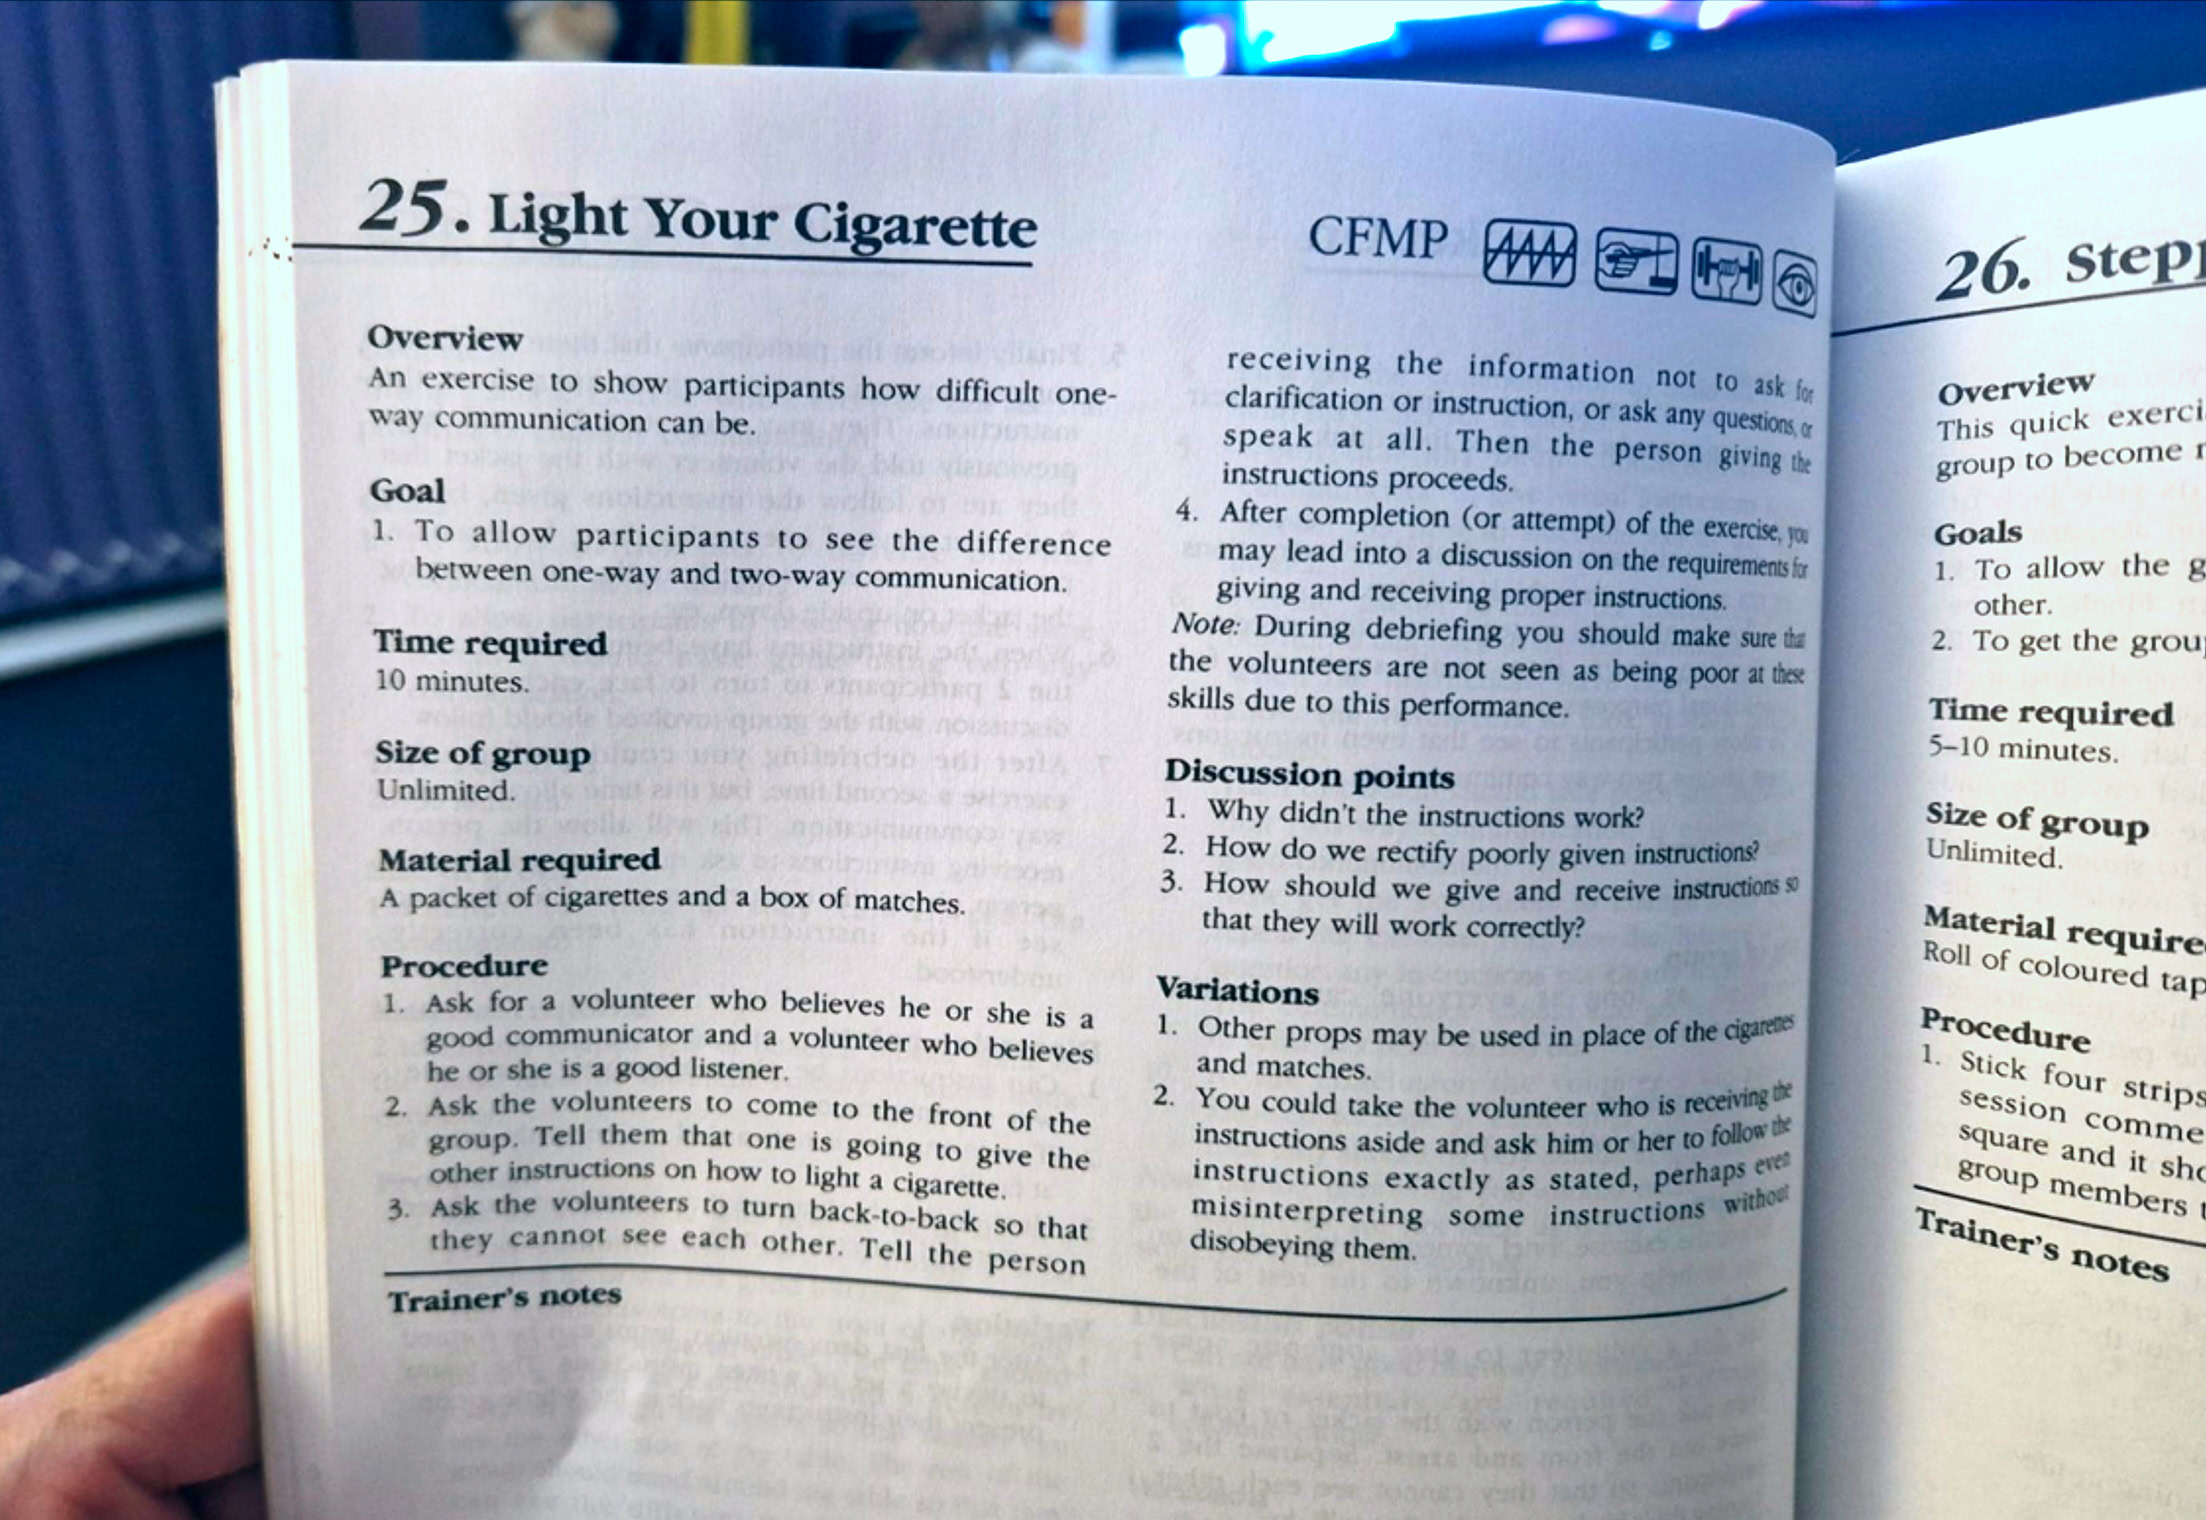 25. Light Your Cigarette
CFMP
Overview
An exercise to show participants how difficult one-
way communication can be.
Goal
1. To allow participants to see the difference
between one-way and two-way communication.
Time required
10 minutes.
Size of group
Unlimited.
Material required
A packet of cigarettes and a box of matches.
Procedure
1. Ask for a volunteer who believes he or she is a
good communicator and a volunteer who believes
he or she is a good listener.
2. Ask the volunteers to come to the front of the
group. Tell them that one is going to give the
other instructions on how to light a cigarette.
3. Ask the volunteers to turn back-to-back so that
they cannot see each other. Tell the person
receiving the information not to ask for
clarification or instruction, or ask any questions, or
speak at all. Then the person giving the
instructions proceeds.
4. After completion (or attempt) of the exercise, you
may lead into a discussion on the requirements for
giving and receiving proper instructions.
Note: During debriefing you should make sure that
the volunteers are not seen as being poor at these
skills due to this performance.
Discussion points
1. Why didn't the instructions work?
2. How do we rectify poorly given instructions?
3. How should we give and receive instructions so
that they will work correctly?
Variations
1. Other props may be used in place of the cigarettes
and matches.
2. You could take the volunteer who is receiving the
instructions aside and ask him or her to follow the
instructions exactly as stated, perhaps even
misinterpreting some instructions without
disobeying them.
Trainer's notes
26. Step
Overview
This quick exerci
group to become
Goals
1. To allow the g
other.
2. To get the grou
Time required
5–10 minutes.
Size of group
Unlimited.
Material require
Roll of coloured tap
Procedure
1. Stick four strips
session comme
square and it sho
group members
Trainer's notes